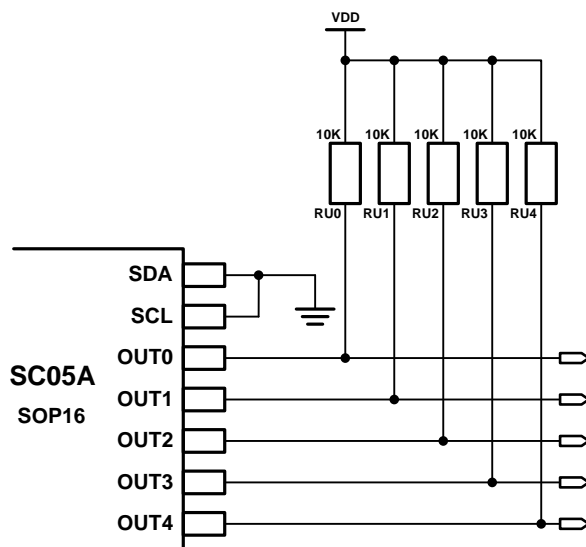 VDD
10K 10K 10K 10K 10K
RU0 RU1 RU2 RU3 RU4
SDA
SCL
OUT0
SC05A
OUT1
SOP16
OUT2
OUT3
OUT4